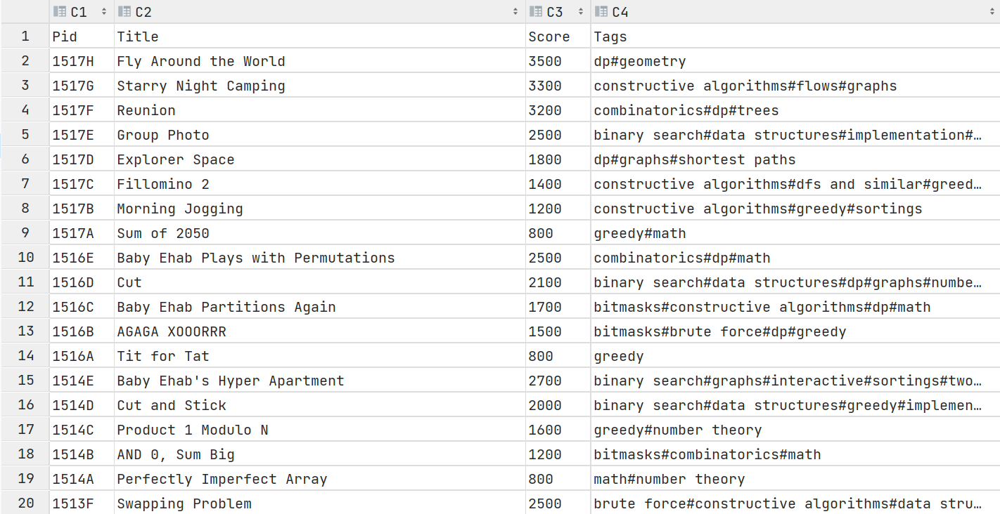 C1 C2 C3 C4
1 Pid Title Score Tags
2 1517H Fly Around the World 3500 dp#geometry
3 1517G Starry Night Camping 3300 constructive algorithms#flows#graphs
4 1517F Reunion 3200 combinatorics#dp#trees
5 1517E Group Photo 2500 binary search#data structures#implementation#…
6 1517D Explorer Space 1800 dp#graphs#shortest paths
7 1517C Fillomino 2 1400 constructive algorithms#dfs and similar#greed…
8 1517B Morning Jogging 1200 constructive algorithms#greedy#sortings
9 1517A Sum of 2050 800 greedy#math
10 1516E Baby Ehab Plays with Permutations 2500 combinatorics#dp#math
11 1516D Cut 2100 binary search#data structures#dp#graphs#numbe…
12 1516C Baby Ehab Partitions Again 1700 bitmasks#constructive algorithms#dp#math
13 1516B AGAGA XOOORRR 1500 bitmasks#brute force#dp#greedy
14 1516A Tit for Tat 800 greedy
15 1514E Baby Ehab's Hyper Apartment 2700 binary search#graphs#interactive#sortings#two…
16 1514D Cut and Stick 2000 binary search#data structures#greedy#implemen…
17 1514C Product 1 Modulo N 1600 greedy#number theory
18 1514B AND 0, Sum Big 1200 bitmasks#combinatorics#math
19 1514A Perfectly Imperfect Array 800 math#number theory
20 1513F Swapping Problem 2500 brute force#constructive algorithms#data stru…